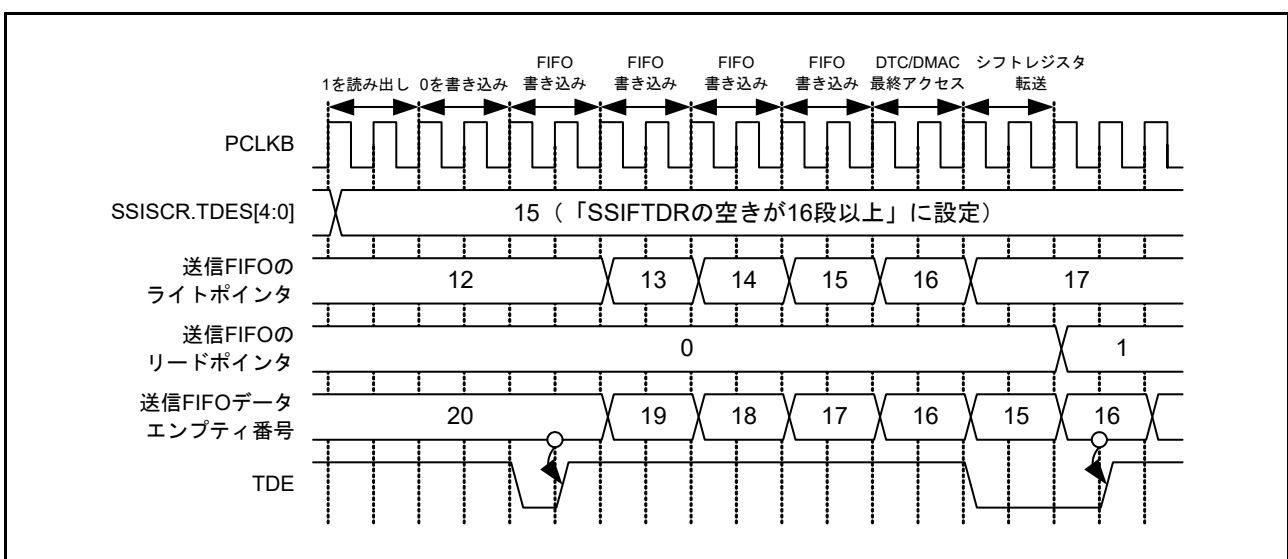 FIFO FIFO FIFO FIFO DTC/DMAC シフトレジスタ
1を読み出し 0を書き込み 書き込み 書き込み 書き込み 書き込み 最終アクセス 転送
PCLKB
SSISCR.TDES[4:0] 15(「SSIFTDRの空きが16段以上」に設定)
送信FIFOの
ライトポインタ
12 13 14 15 16 17
送信FIFOの
リードポインタ
0 1
送信FIFOデータ
エンプティ番号
20 19 18 17 16 15 16
TDE